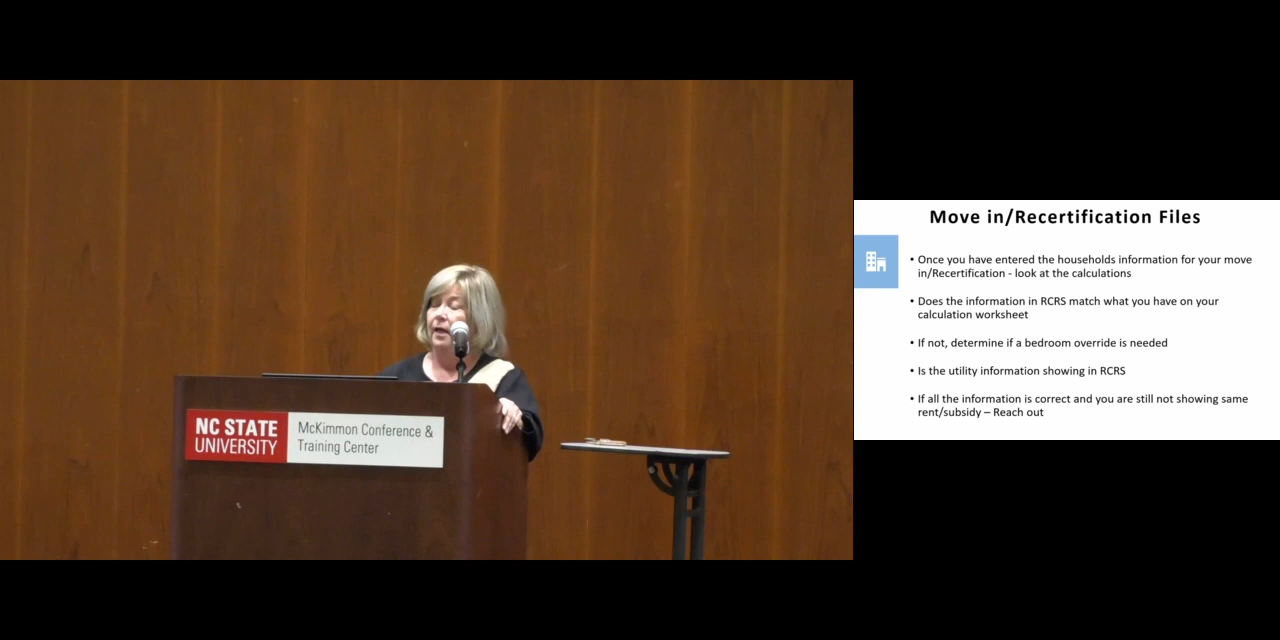 NC STATE
UNIVERSITY
McKimmon Conference &
Training Center
Move in/Recertification Files
• Once you have entered the households information for your move
in/Recertification - look at the calculations
• Does the information in RCRS match what you have on your
calculation worksheet
• If not, determine if a bedroom override is needed
• Is the utility information showing in RCRS
• If all the information is correct and you are still not showing same
rent/subsidy – Reach out